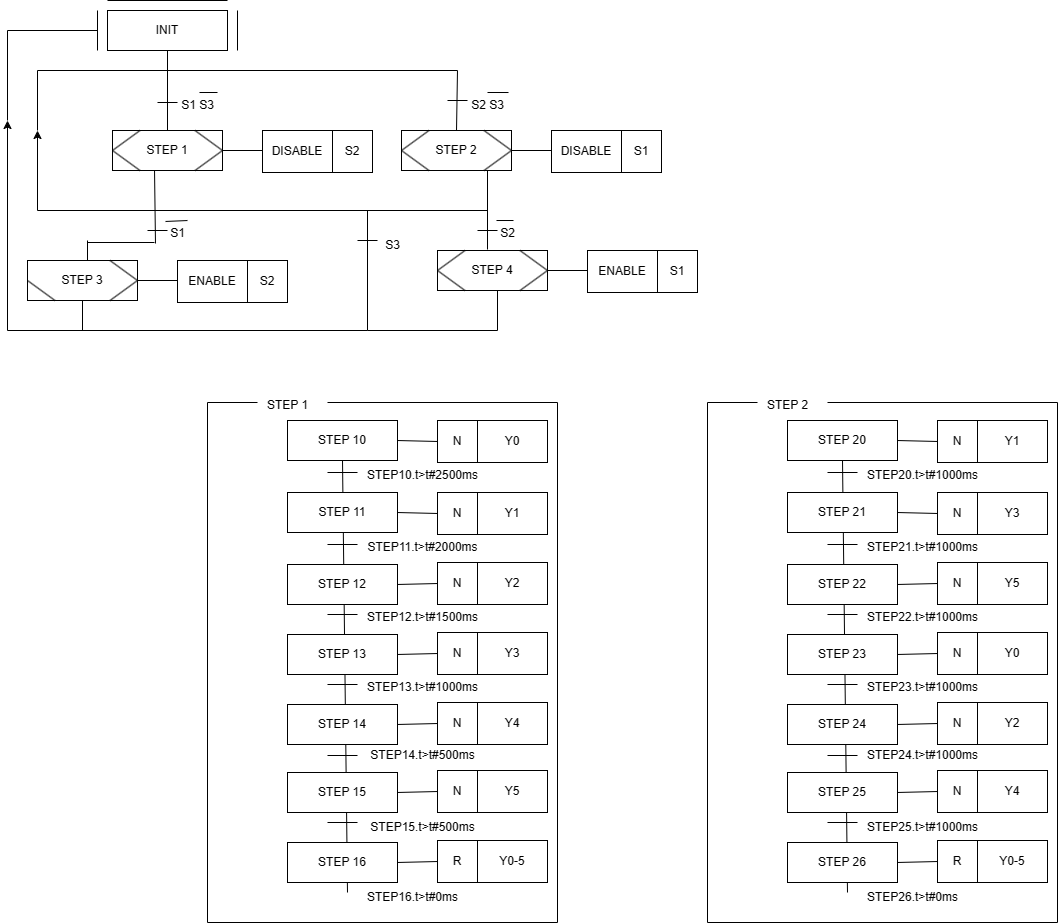 INIT
S1 S3
S2 S3
STEP 1
DISABLE S2
STEP 2
DISABLE S1
S1
S3
S2
STEP 3
ENABLE S2
STEP 4
ENABLE S1
STEP 1
STEP 10
N Y0
STEP10.t>t#2500ms
STEP 11
N Y1
STEP11.t>t#2000ms
STEP 12
N Y2
STEP12.t>t#1500ms
STEP 13
N Y3
STEP13.t>t#1000ms
STEP 14
N Y4
STEP14.t>t#500ms
STEP 15
N Y5
STEP15.t>t#500ms
STEP 16
R Y0-5
STEP16.t>t#0ms
STEP 2
STEP 20
N Y1
STEP20.t>t#1000ms
STEP 21
N Y3
STEP21.t>t#1000ms
STEP 22
N Y5
STEP22.t>t#1000ms
STEP 23
N Y0
STEP23.t>t#1000ms
STEP 24
N Y2
STEP24.t>t#1000ms
STEP 25
N Y4
STEP25.t>t#1000ms
STEP 26
R Y0-5
STEP26.t>t#0ms